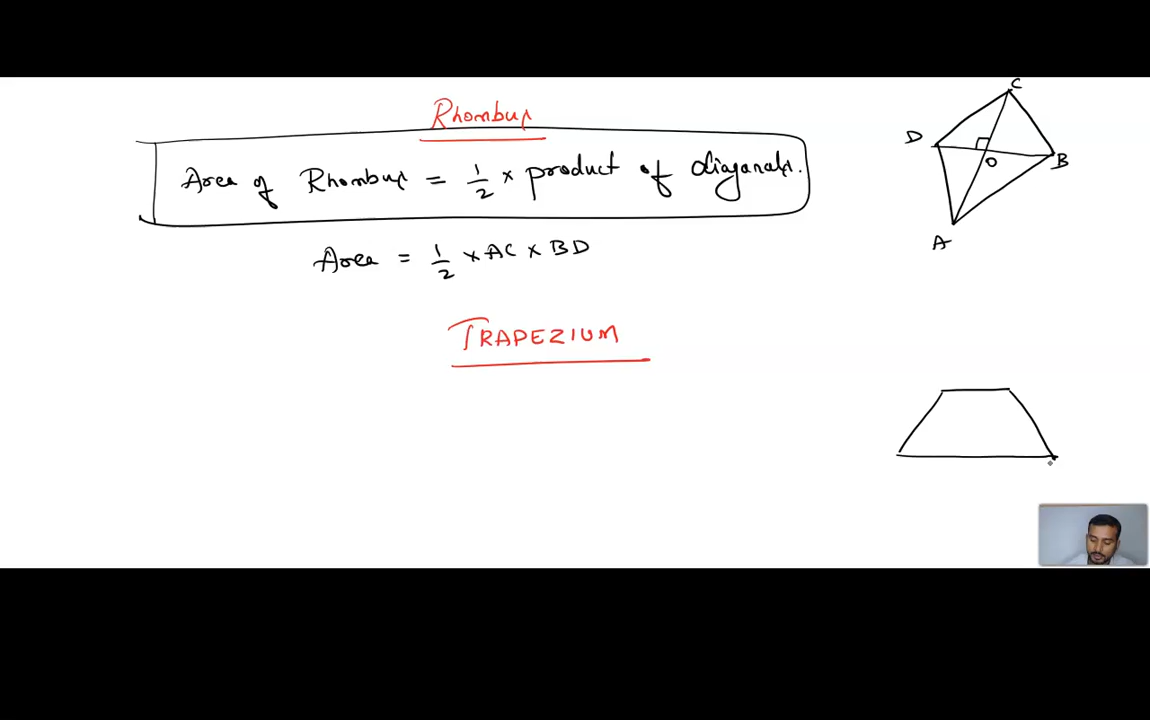 Rhombus
Area of Rhombus = 1/2 × product of diagonals.
Area = 1/2 × AC × BD
TRAPEZIUM
C
D
O
B
A